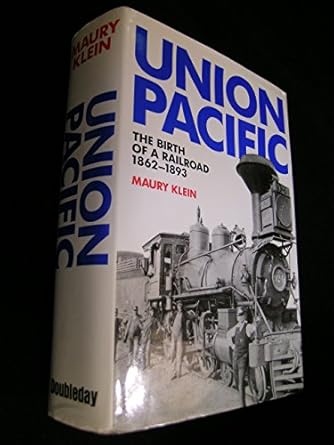 MAURY KLEIN
UNION
PACIFIC
Doubleday
UNION
PACIFIC
THE BIRTH
OF A RAILROAD
1862-1893
MAURY KLEIN